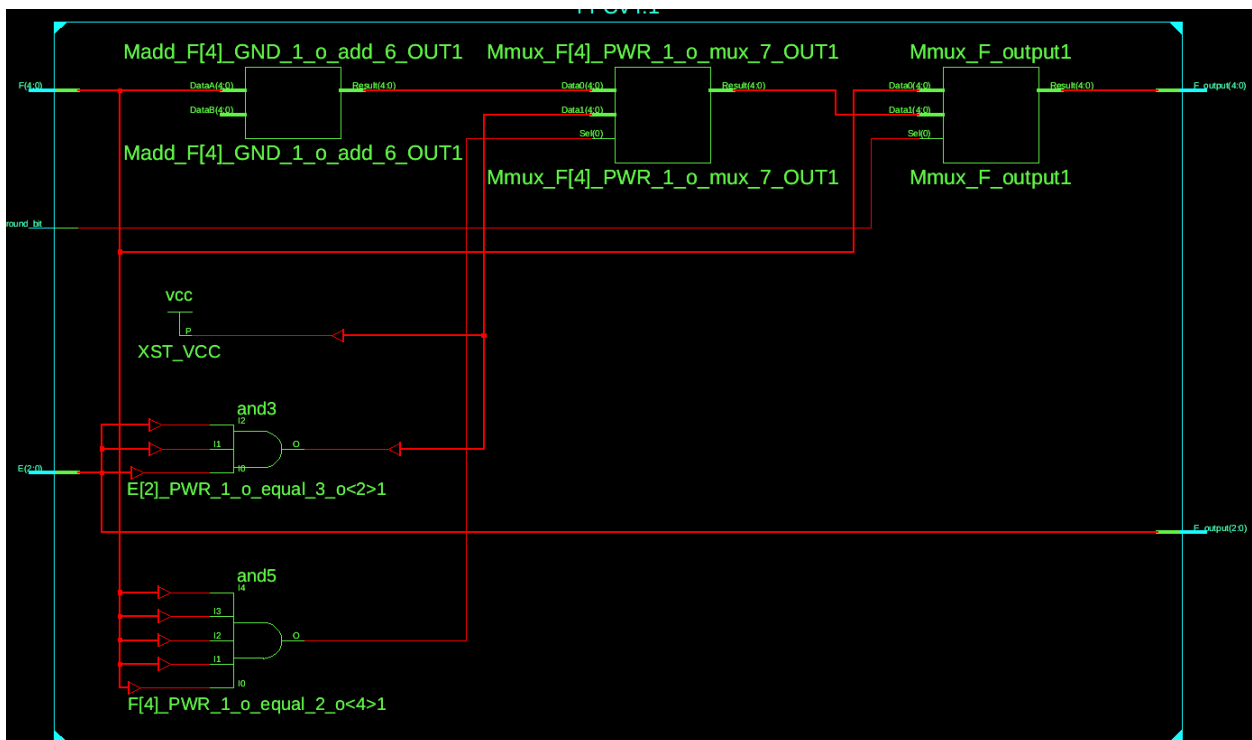 Madd_F[4]_GND_1_o_add_6_OUT1
Mmux_F[4]_PWR_1_o_mux_7_OUT1
Mmux_F_output1
F(4:0)
DataA(4:0)
Result(4:0)
DataB(4:0)
Data0(4:0)
Result(4:0)
Data1(4:0)
Sel(0)
Data0(4:0)
Result(4:0)
Data1(4:0)
Sel(0)
F_output(4:0)
Madd_F[4]_GND_1_o_add_6_OUT1
Mmux_F[4]_PWR_1_o_mux_7_OUT1
Mmux_F_output1
round_bit
vcc
P
XST_VCC
and3
I2
I1
O
I0
E(2:0)
E[2]_PWR_1_o_equal_3_o<2>1
E_output(2:0)
and5
I4
I3
I2
O
I1
I0
F[4]_PWR_1_o_equal_2_o<4>1